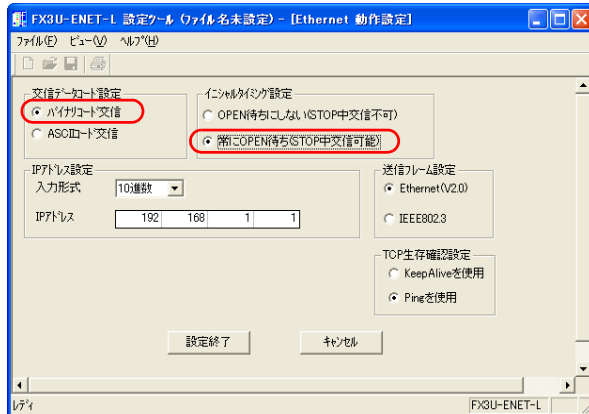 FX3U-ENET-L 設定ツール (ファイル名未設定) - [Ethernet 動作設定]
ファイル(F) ビュー(V) ヘルプ(H)
交信データコード設定
バイナリコード交信
ASCIIコード交信
イニシャルタイミング設定
OPEN待ちにしない(STOP中交信不可)
常にOPEN待ち(STOP中交信可能)
IPアドレス設定
入力形式 10進数
IPアドレス 192 168 1 1
送信フレーム設定
Ethernet(V2.0)
IEEE802.3
TCP生存確認設定
KeepAliveを使用
Pingを使用
設定終了 キャンセル
レディ FX3U-ENET-L